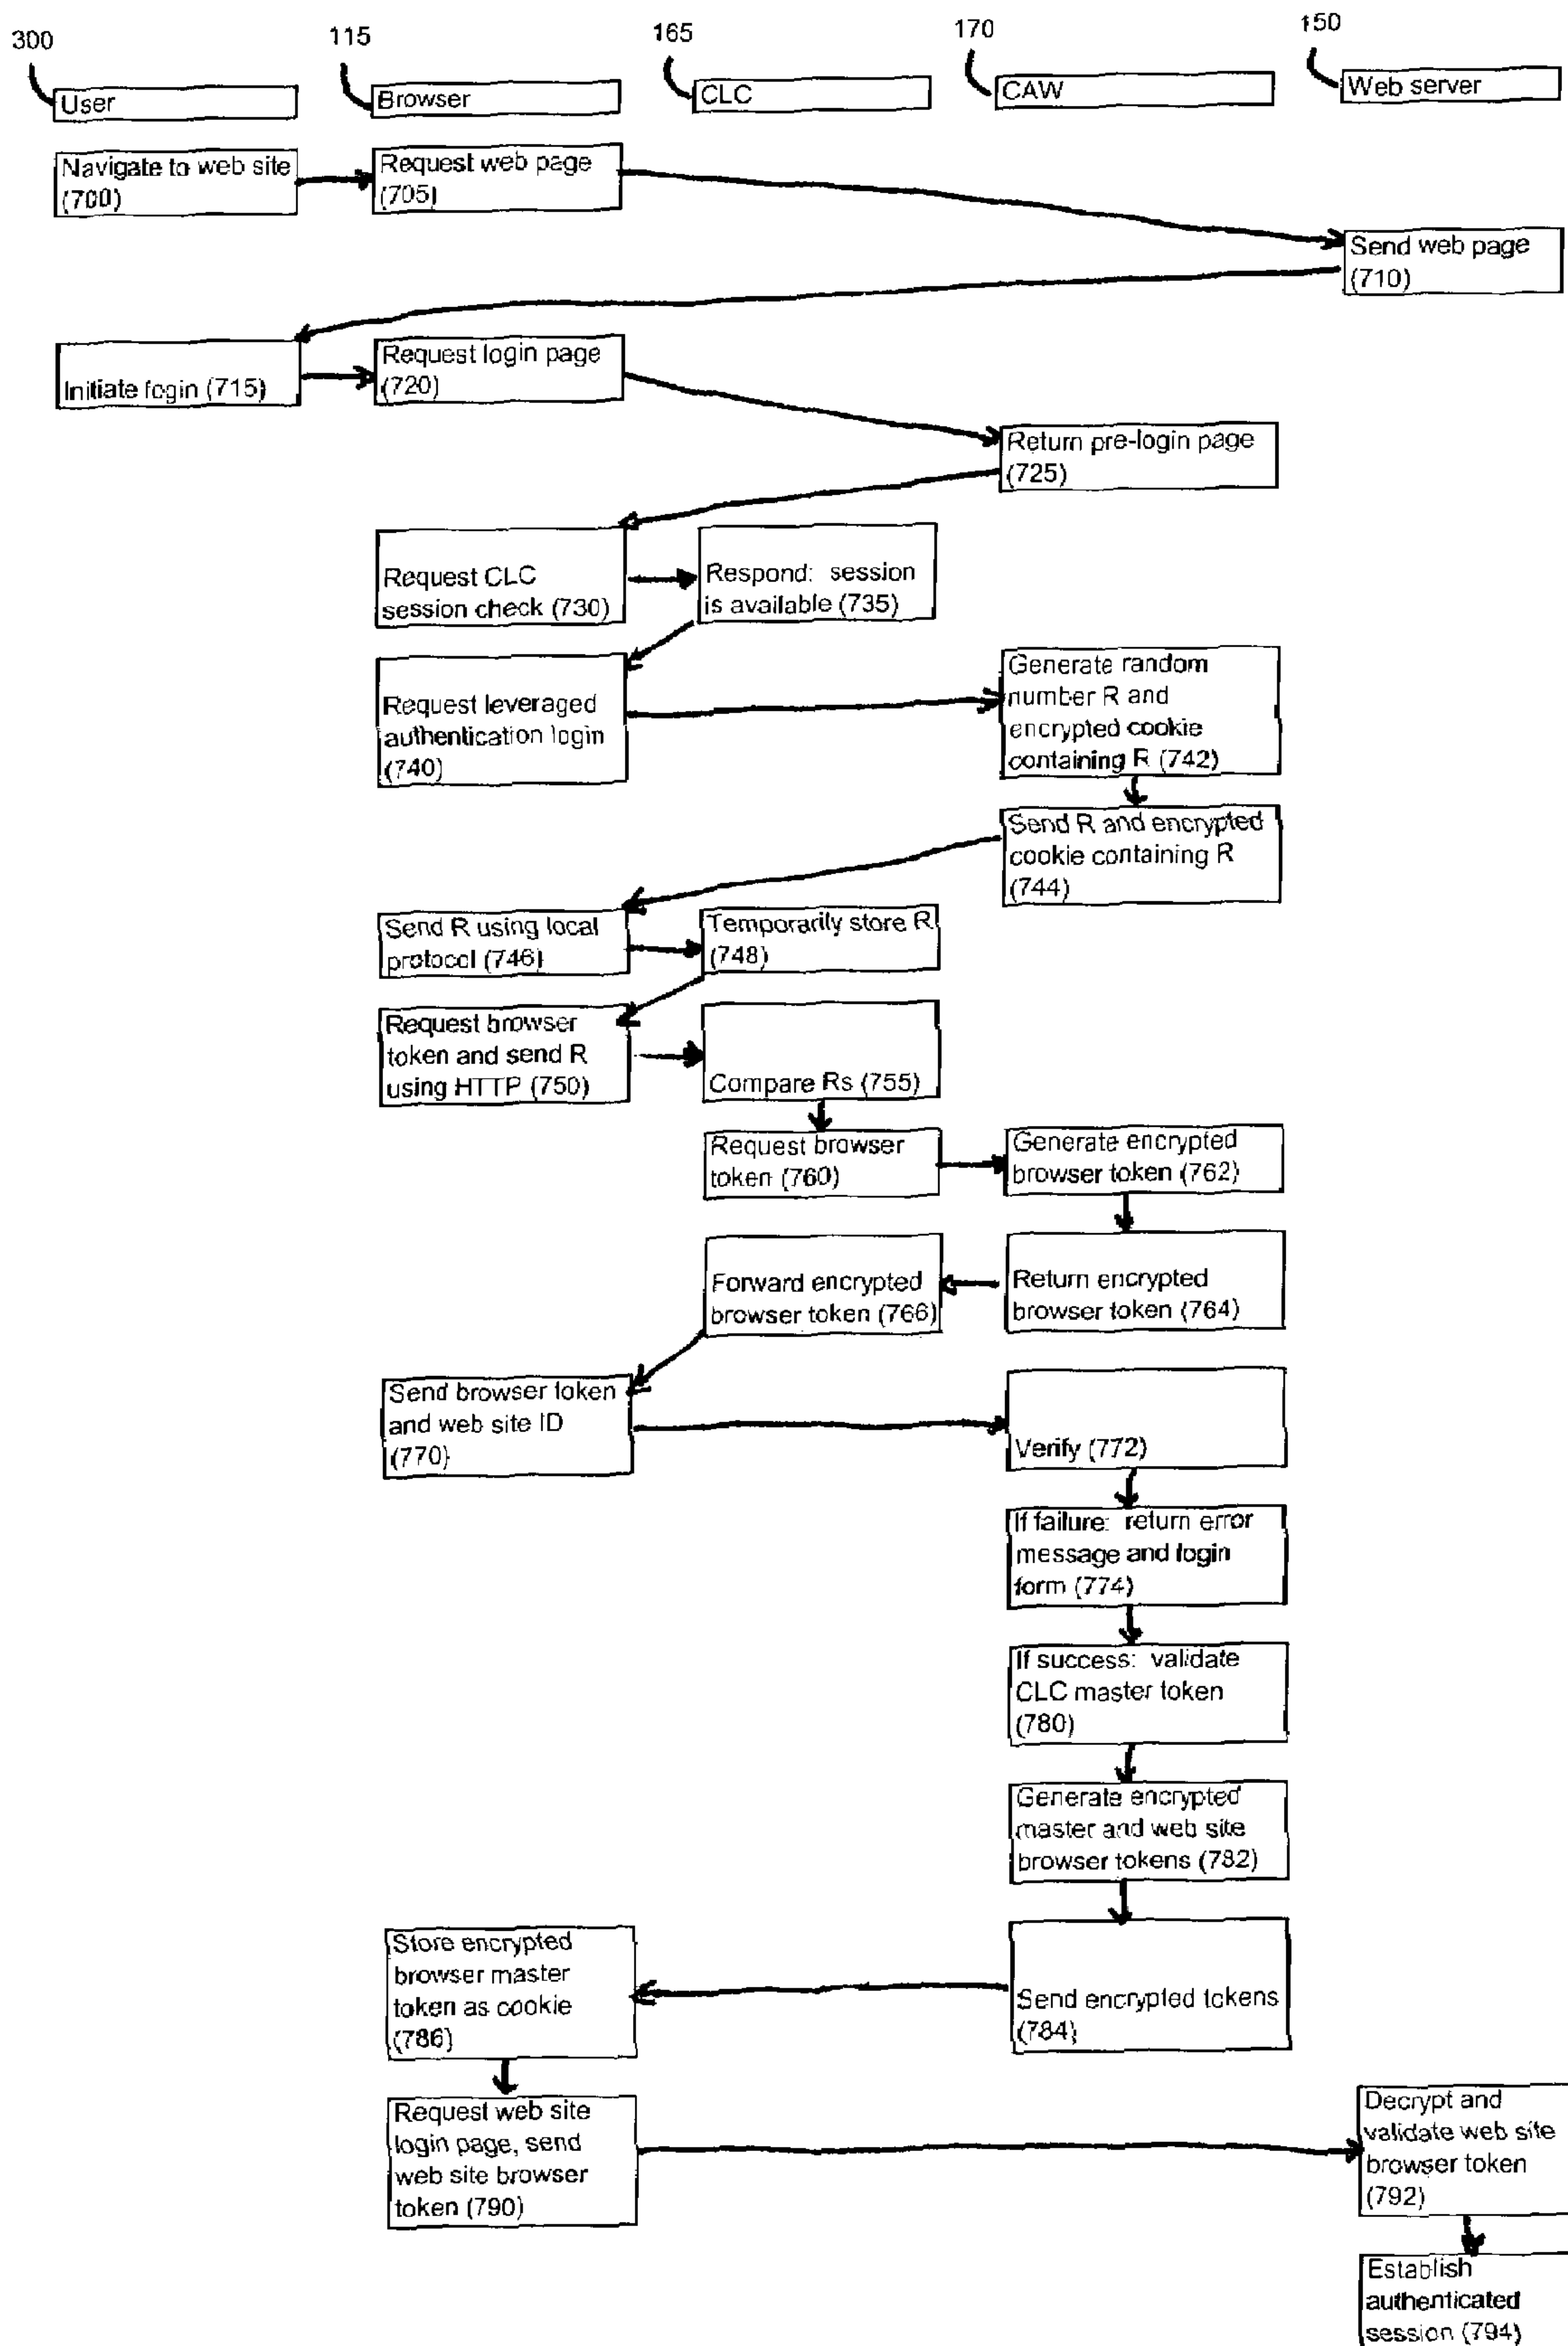 300
115
165
170
150
User
Browser
CLC
CAW
Web server
Navigate to web site
(700)
Request web page
(705)
Send web page
(710)
Initiate login (715)
Request login page
(720)
Return pre-login page
(725)
Request CLC
session check (730)
Respond: session
is available (735)
Request leveraged
authentication login
(740)
Generate random
number R and
encrypted cookie
containing R (742)
Send R and encrypted
cookie containing R
(744)
Send R using local
protocol (746)
Temporarily store R
(748)
Request browser
token and send R
using HTTP (750)
Compare Rs (755)
Request browser
token (760)
Generate encrypted
browser token (762)
Forward encrypted
browser token (766)
Return encrypted
browser token (764)
Send browser token
and web site ID
(770)
Verify (772)
If failure: return error
message and login
form (774)
If success: validate
CLC master token
(780)
Generate encrypted
master and web site
browser tokens (782)
Store encrypted
browser master
token as cookie
(786)
Send encrypted tokens
(784)
Request web site
login page, send
web site browser
token (790)
Decrypt and
validate web site
browser token
(792)
Establish
authenticated
session (794)